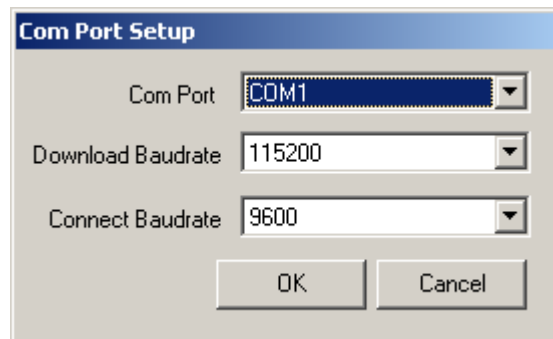 Com Port Setup
Com Port COM1
Download Baudrate 115200
Connect Baudrate 9600
OK Cancel